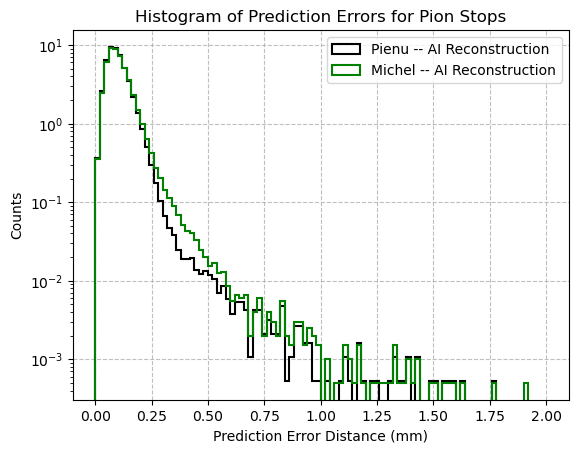 Histogram of Prediction Errors for Pion Stops
Pienu -- AI Reconstruction
Michel -- AI Reconstruction
Counts
10¹
10⁰
10⁻¹
10⁻²
10⁻³
0.00 0.25 0.50 0.75 1.00 1.25 1.50 1.75 2.00
Prediction Error Distance (mm)